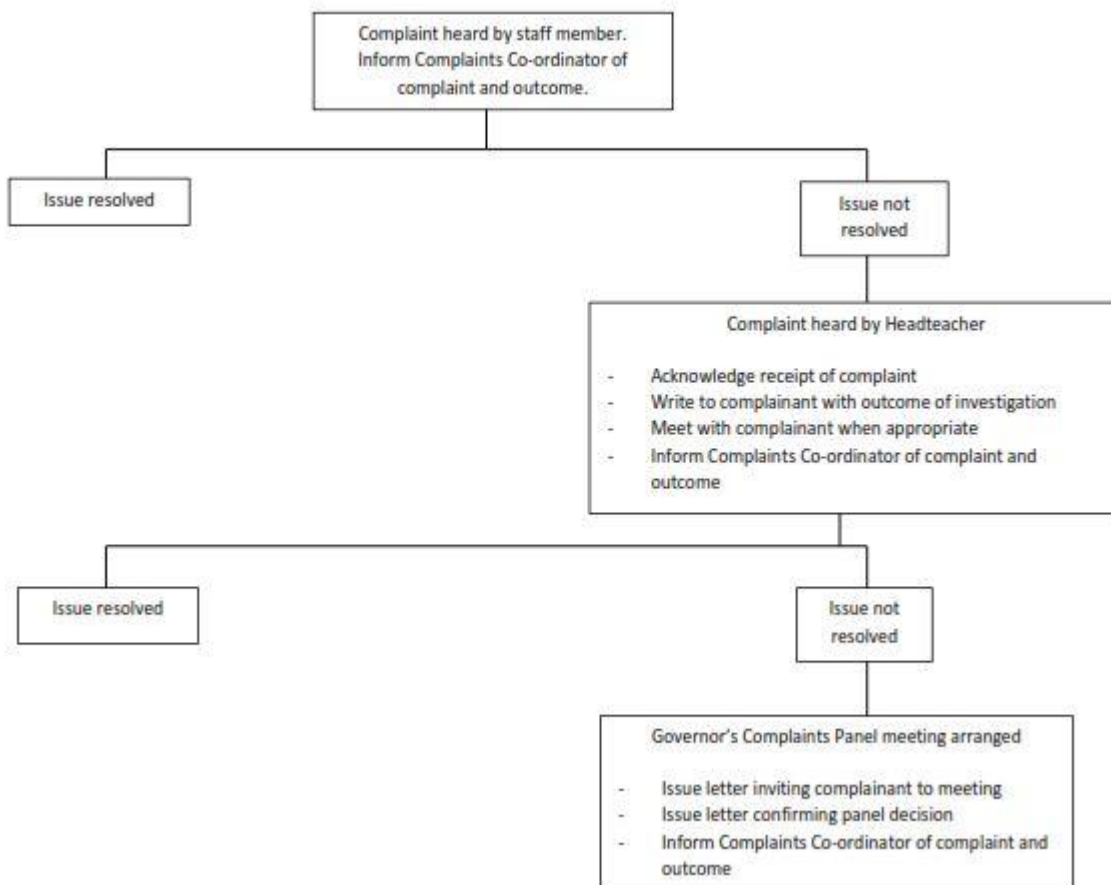 Complaint heard by staff member.
Inform Complaints Co-ordinator of
complaint and outcome.
Issue resolved
Issue not
resolved
Complaint heard by Headteacher
- Acknowledge receipt of complaint
- Write to complainant with outcome of investigation
- Meet with complainant when appropriate
- Inform Complaints Co-ordinator of complaint and
outcome
Issue resolved
Issue not
resolved
Governor’s Complaints Panel meeting arranged
- Issue letter inviting complainant to meeting
- Issue letter confirming panel decision
- Inform Complaints Co-ordinator of complaint and
outcome